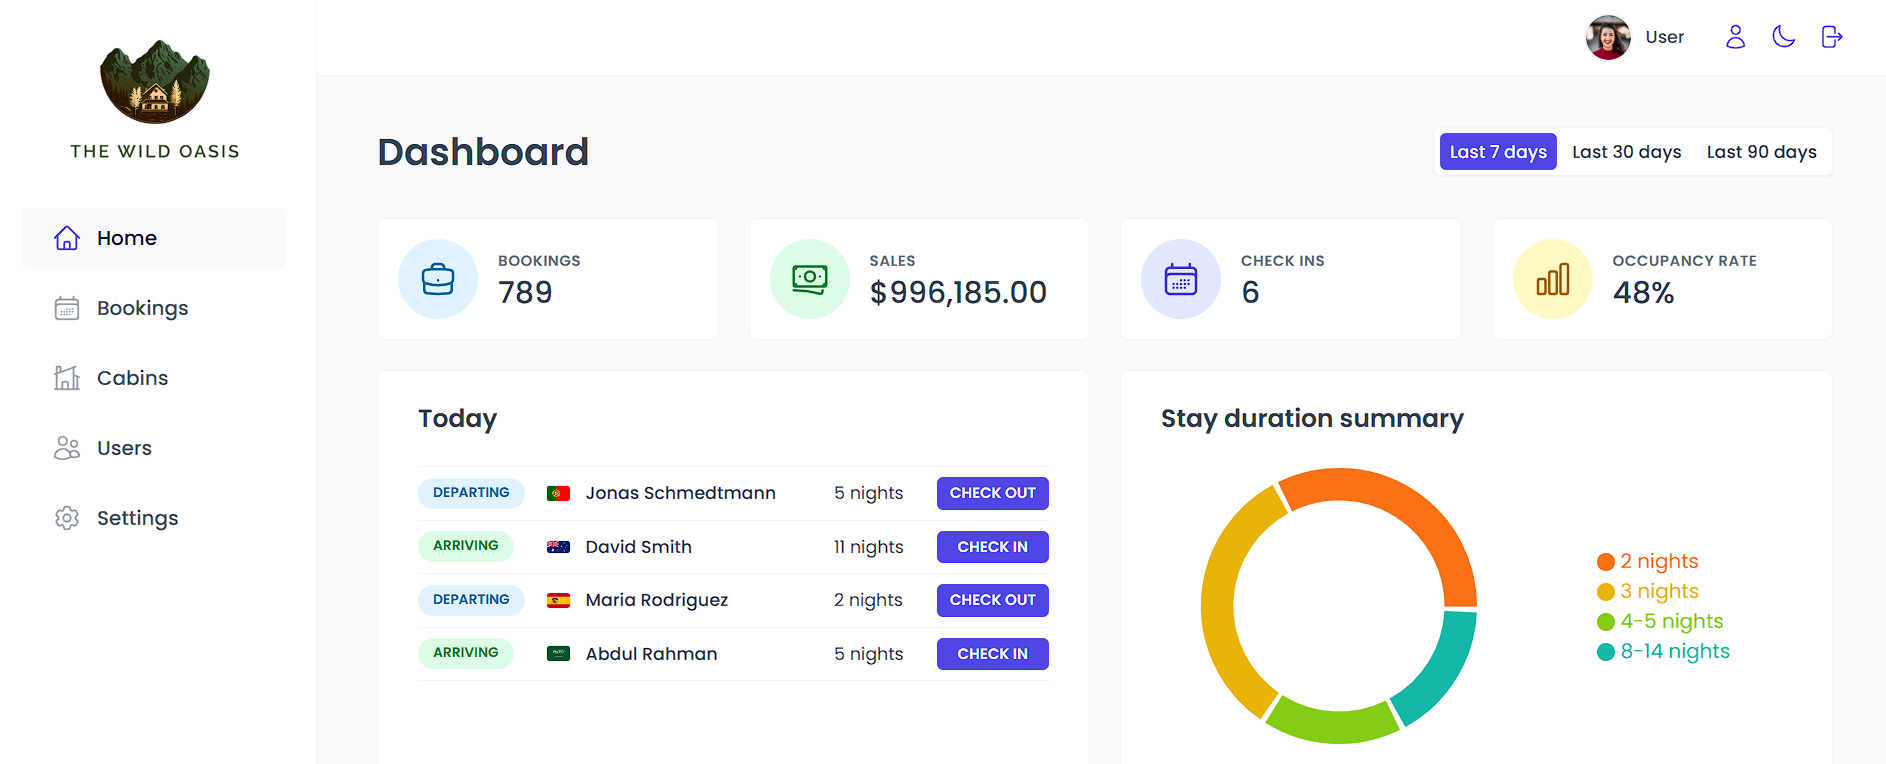 THE WILD OASIS
Home
Bookings
Cabins
Users
Settings
User
Dashboard
Last 7 days Last 30 days Last 90 days
BOOKINGS
789
SALES
$996,185.00
CHECK INS
6
OCCUPANCY RATE
48%
Today
DEPARTING Jonas Schmedtmann 5 nights CHECK OUT
ARRIVING David Smith 11 nights CHECK IN
DEPARTING Maria Rodriguez 2 nights CHECK OUT
ARRIVING Abdul Rahman 5 nights CHECK IN
Stay duration summary
2 nights
3 nights
4-5 nights
8-14 nights